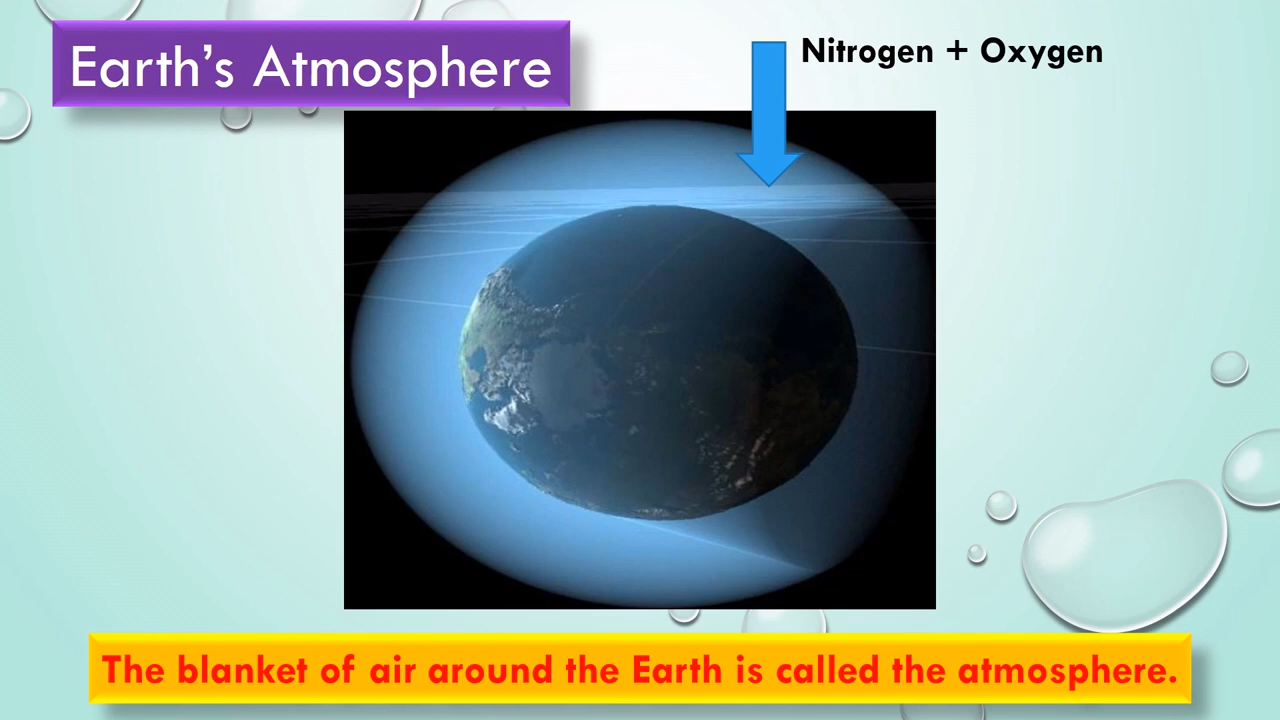 Earth’s Atmosphere
Nitrogen + Oxygen
The blanket of air around the Earth is called the atmosphere.